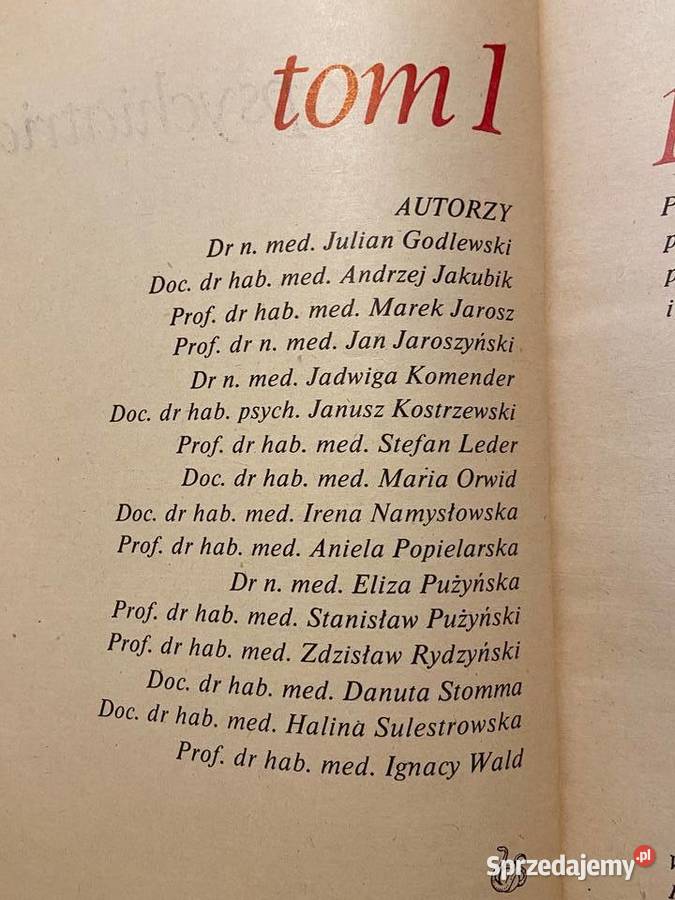 psychiatria
tom 1
AUTORZY
Dr n. med. Julian Godlewski
Doc. dr hab. med. Andrzej Jakubik
Prof. dr hab. med. Marek Jarosz
Prof. dr n. med. Jan Jaroszyński
Dr n. med. Jadwiga Komender
Doc. dr hab. psych. Janusz Kostrzewski
Prof. dr hab. med. Stefan Leder
Doc. dr hab. med. Maria Orwid
Doc. dr hab. med. Irena Namysłowska
Prof. dr hab. med. Aniela Popielarska
Dr n. med. Eliza Pużyńska
Prof. dr hab. med. Stanisław Pużyński
Prof. dr hab. med. Zdzisław Rydzyński
Doc. dr hab. med. Danuta Stomma
Doc. dr hab. med. Halina Sulestrowska
Prof. dr hab. med. Ignacy Wald
Sprzedajemy.pl